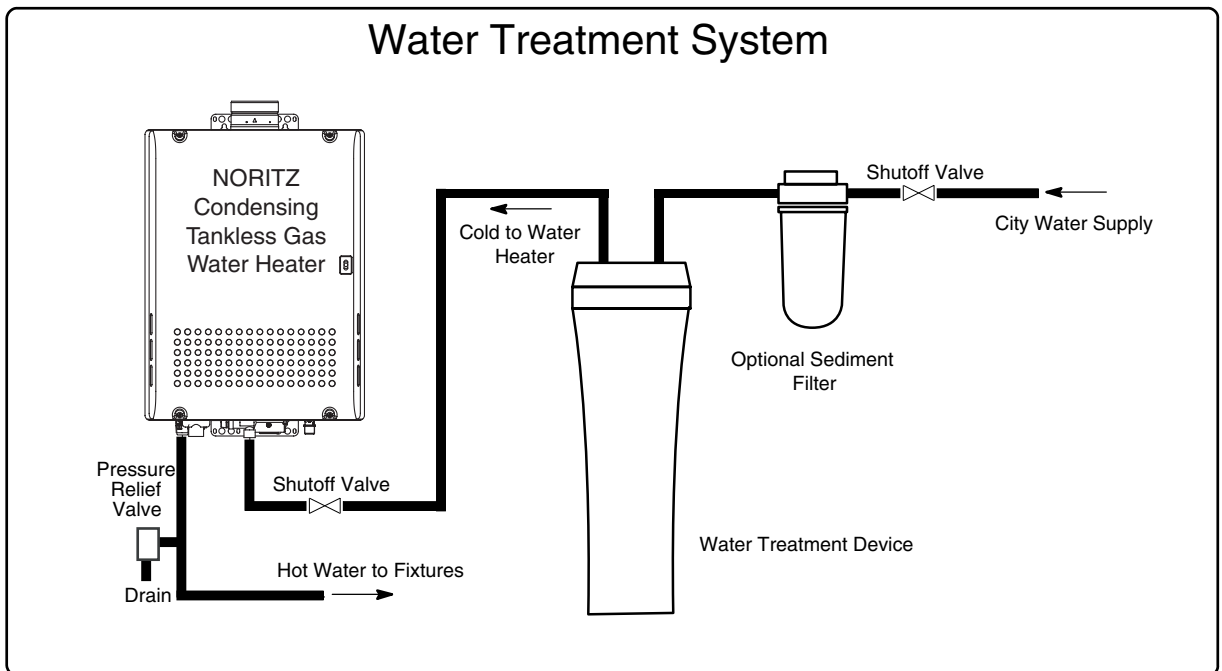 Water Treatment System
NORITZ
Condensing
Tankless Gas
Water Heater
Shutoff Valve
City Water Supply
Cold to Water
Heater
Optional Sediment
Filter
Pressure
Relief
Valve
Shutoff Valve
Water Treatment Device
Hot Water to Fixtures
Drain